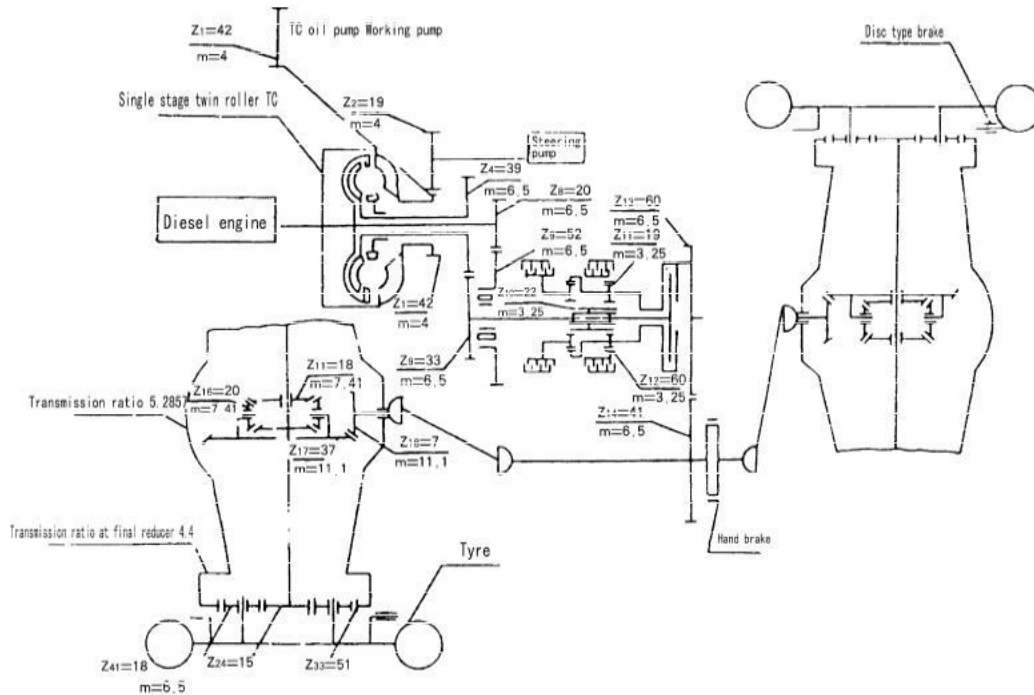 Z1=42
m=4
TC oil pump Working pump
Disc type brake
Single stage twin roller TC
Z2=19
m=4
Steering
pump
Z4=39
m=6,5
Z8=20
m=6,5
Z13=60
m=6,5
Diesel engine
Z9=52
m=6,5
Z11=19
m=3,25
Z10=22
m=3,25
Z1=42
m=4
Z9=33
m=6,5
Z12=60
m=3,25
Z11=18
m=7,41
Z16=20
m=7,41
Transmission ratio 5.2857
Z14=41
m=6,5
Z18=7
m=11,1
Z17=37
m=11,1
Transmission ratio at final reducer 4.4
Hand brake
Tyre
Z41=18
m=6,5
Z24=15
Z33=51